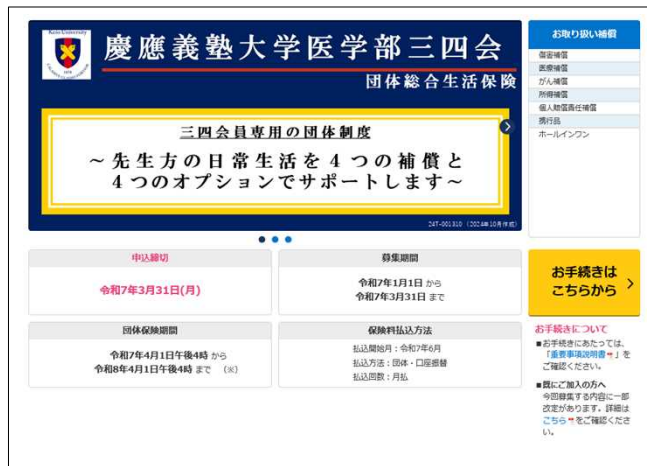 Keio University
慶應義塾大学医学部三四会
団体総合生活保険
三四会員専用の団体制度
～先生方の日常生活を4つの補償と
4つのオプションでサポートします～
24T-001310 (2024年10月作成)
お取り扱い補償
傷害補償
医療補償
がん補償
所得補償
個人賠償責任補償
携行品
ホールインワン
申込締切
令和7年3月31日(月)
募集期間
令和7年1月1日 から
令和7年3月31日 まで
お手続きは
こちらから
団体保険期間
令和7年4月1日午後4時 から
令和8年4月1日午後4時 まで (※)
保険料払込方法
払込開始月：令和7年6月
払込方法：団体・口座振替
払込回数：月払
お手続きについて
■お手続きにあたっては、
「重要事項説明書」を
ご確認ください。
■既にご加入の方へ
今回募集する内容に一部
改定があります。詳細は
こちらをご確認くださ
い。